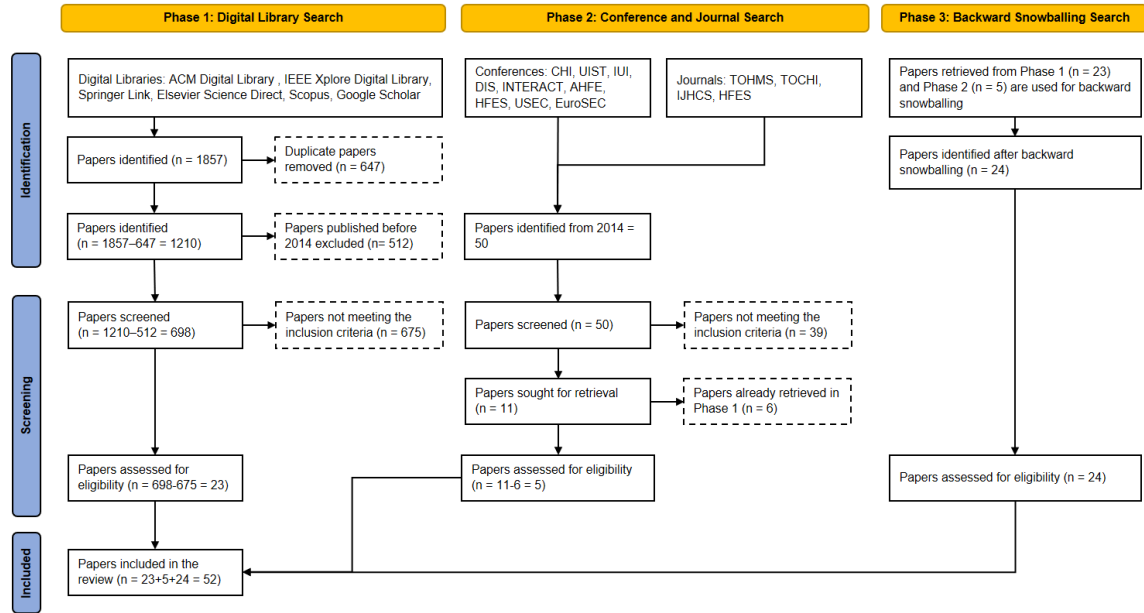 Phase 1: Digital Library Search
Phase 2: Conference and Journal Search
Phase 3: Backward Snowballing Search
Identification
Digital Libraries: ACM Digital Library , IEEE Xplore Digital Library,
Springer Link, Elsevier Science Direct, Scopus, Google Scholar
Conferences: CHI, UIST, IUI,
DIS, INTERACT, AHFE,
HFES, USEC, EuroSEC
Journals: TOHMS, TOCHI,
IJHCS, HFES
Papers retrieved from Phase 1 (n = 23)
and Phase 2 (n = 5) are used for backward
snowballing
Papers identified (n = 1857)
Duplicate papers
removed (n = 647)
Papers identified after backward
snowballing (n = 24)
Papers identified
(n = 1857–647 = 1210)
Papers published before
2014 excluded (n= 512)
Papers identified from 2014 =
50
Screening
Papers screened
(n = 1210–512 = 698)
Papers not meeting the
inclusion criteria (n = 675)
Papers screened (n = 50)
Papers not meeting the
inclusion criteria (n = 39)
Papers sought for retrieval
(n = 11)
Papers already retrieved in
Phase 1 (n = 6)
Papers assessed for
eligibility (n = 698-675 = 23)
Papers assessed for eligibility
(n = 11-6 = 5)
Papers assessed for eligibility (n = 24)
Included
Papers included in the
review (n = 23+5+24 = 52)